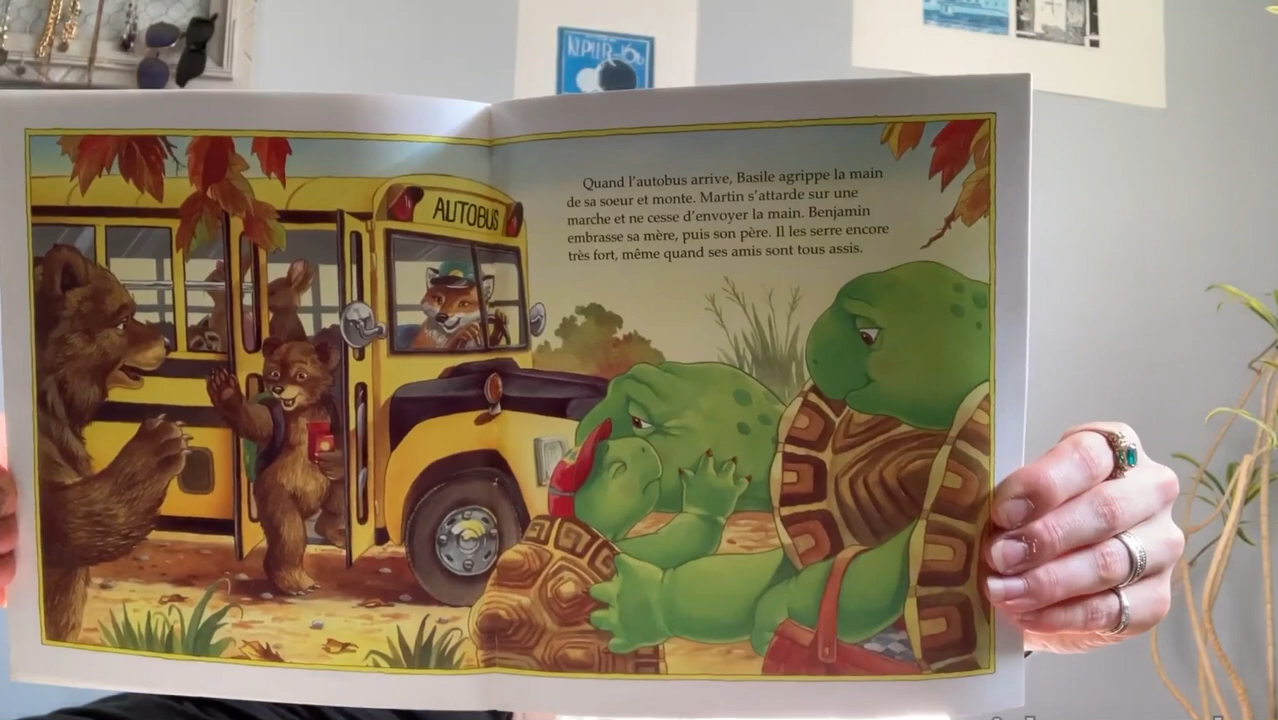 NPUR-16
AUTOBUS
Quand l'autobus arrive, Basile agrippe la main
de sa soeur et monte. Martin s'attarde sur une
marche et ne cesse d'envoyer la main. Benjamin
embrasse sa mère, puis son père. Il les serre encore
très fort, même quand ses amis sont tous assis.